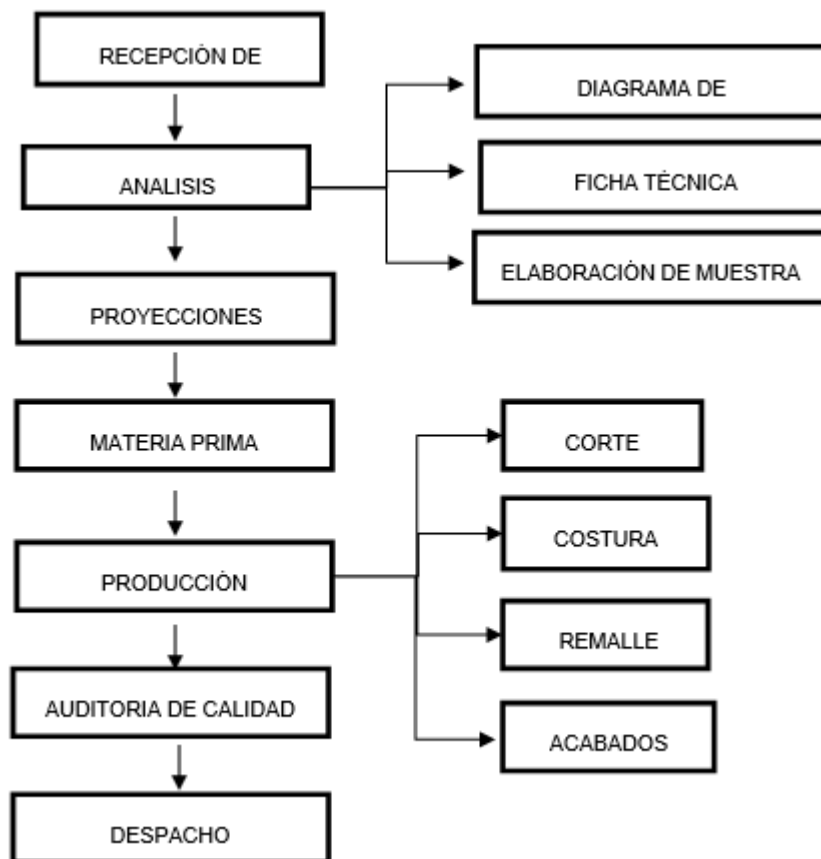 RECEPCIÓN DE
ANALISIS
PROYECCIONES
MATERIA PRIMA
PRODUCCIÓN
AUDITORIA DE CALIDAD
DESPACHO
DIAGRAMA DE
FICHA TÉCNICA
ELABORACIÓN DE MUESTRA
CORTE
COSTURA
REMALLE
ACABADOS